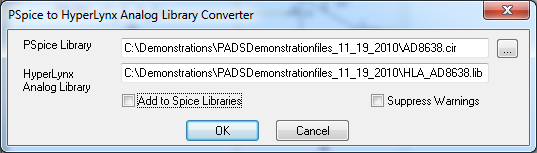 PSpice to HyperLynx Analog Library Converter
PSpice Library C:\Demonstrations\PADSDemonstrationfiles_11_19_2010\AD8638.cir ...
HyperLynx Analog Library C:\Demonstrations\PADSDemonstrationfiles_11_19_2010\HLA_AD8638.lib
Add to Spice Libraries Suppress Warnings
OK Cancel